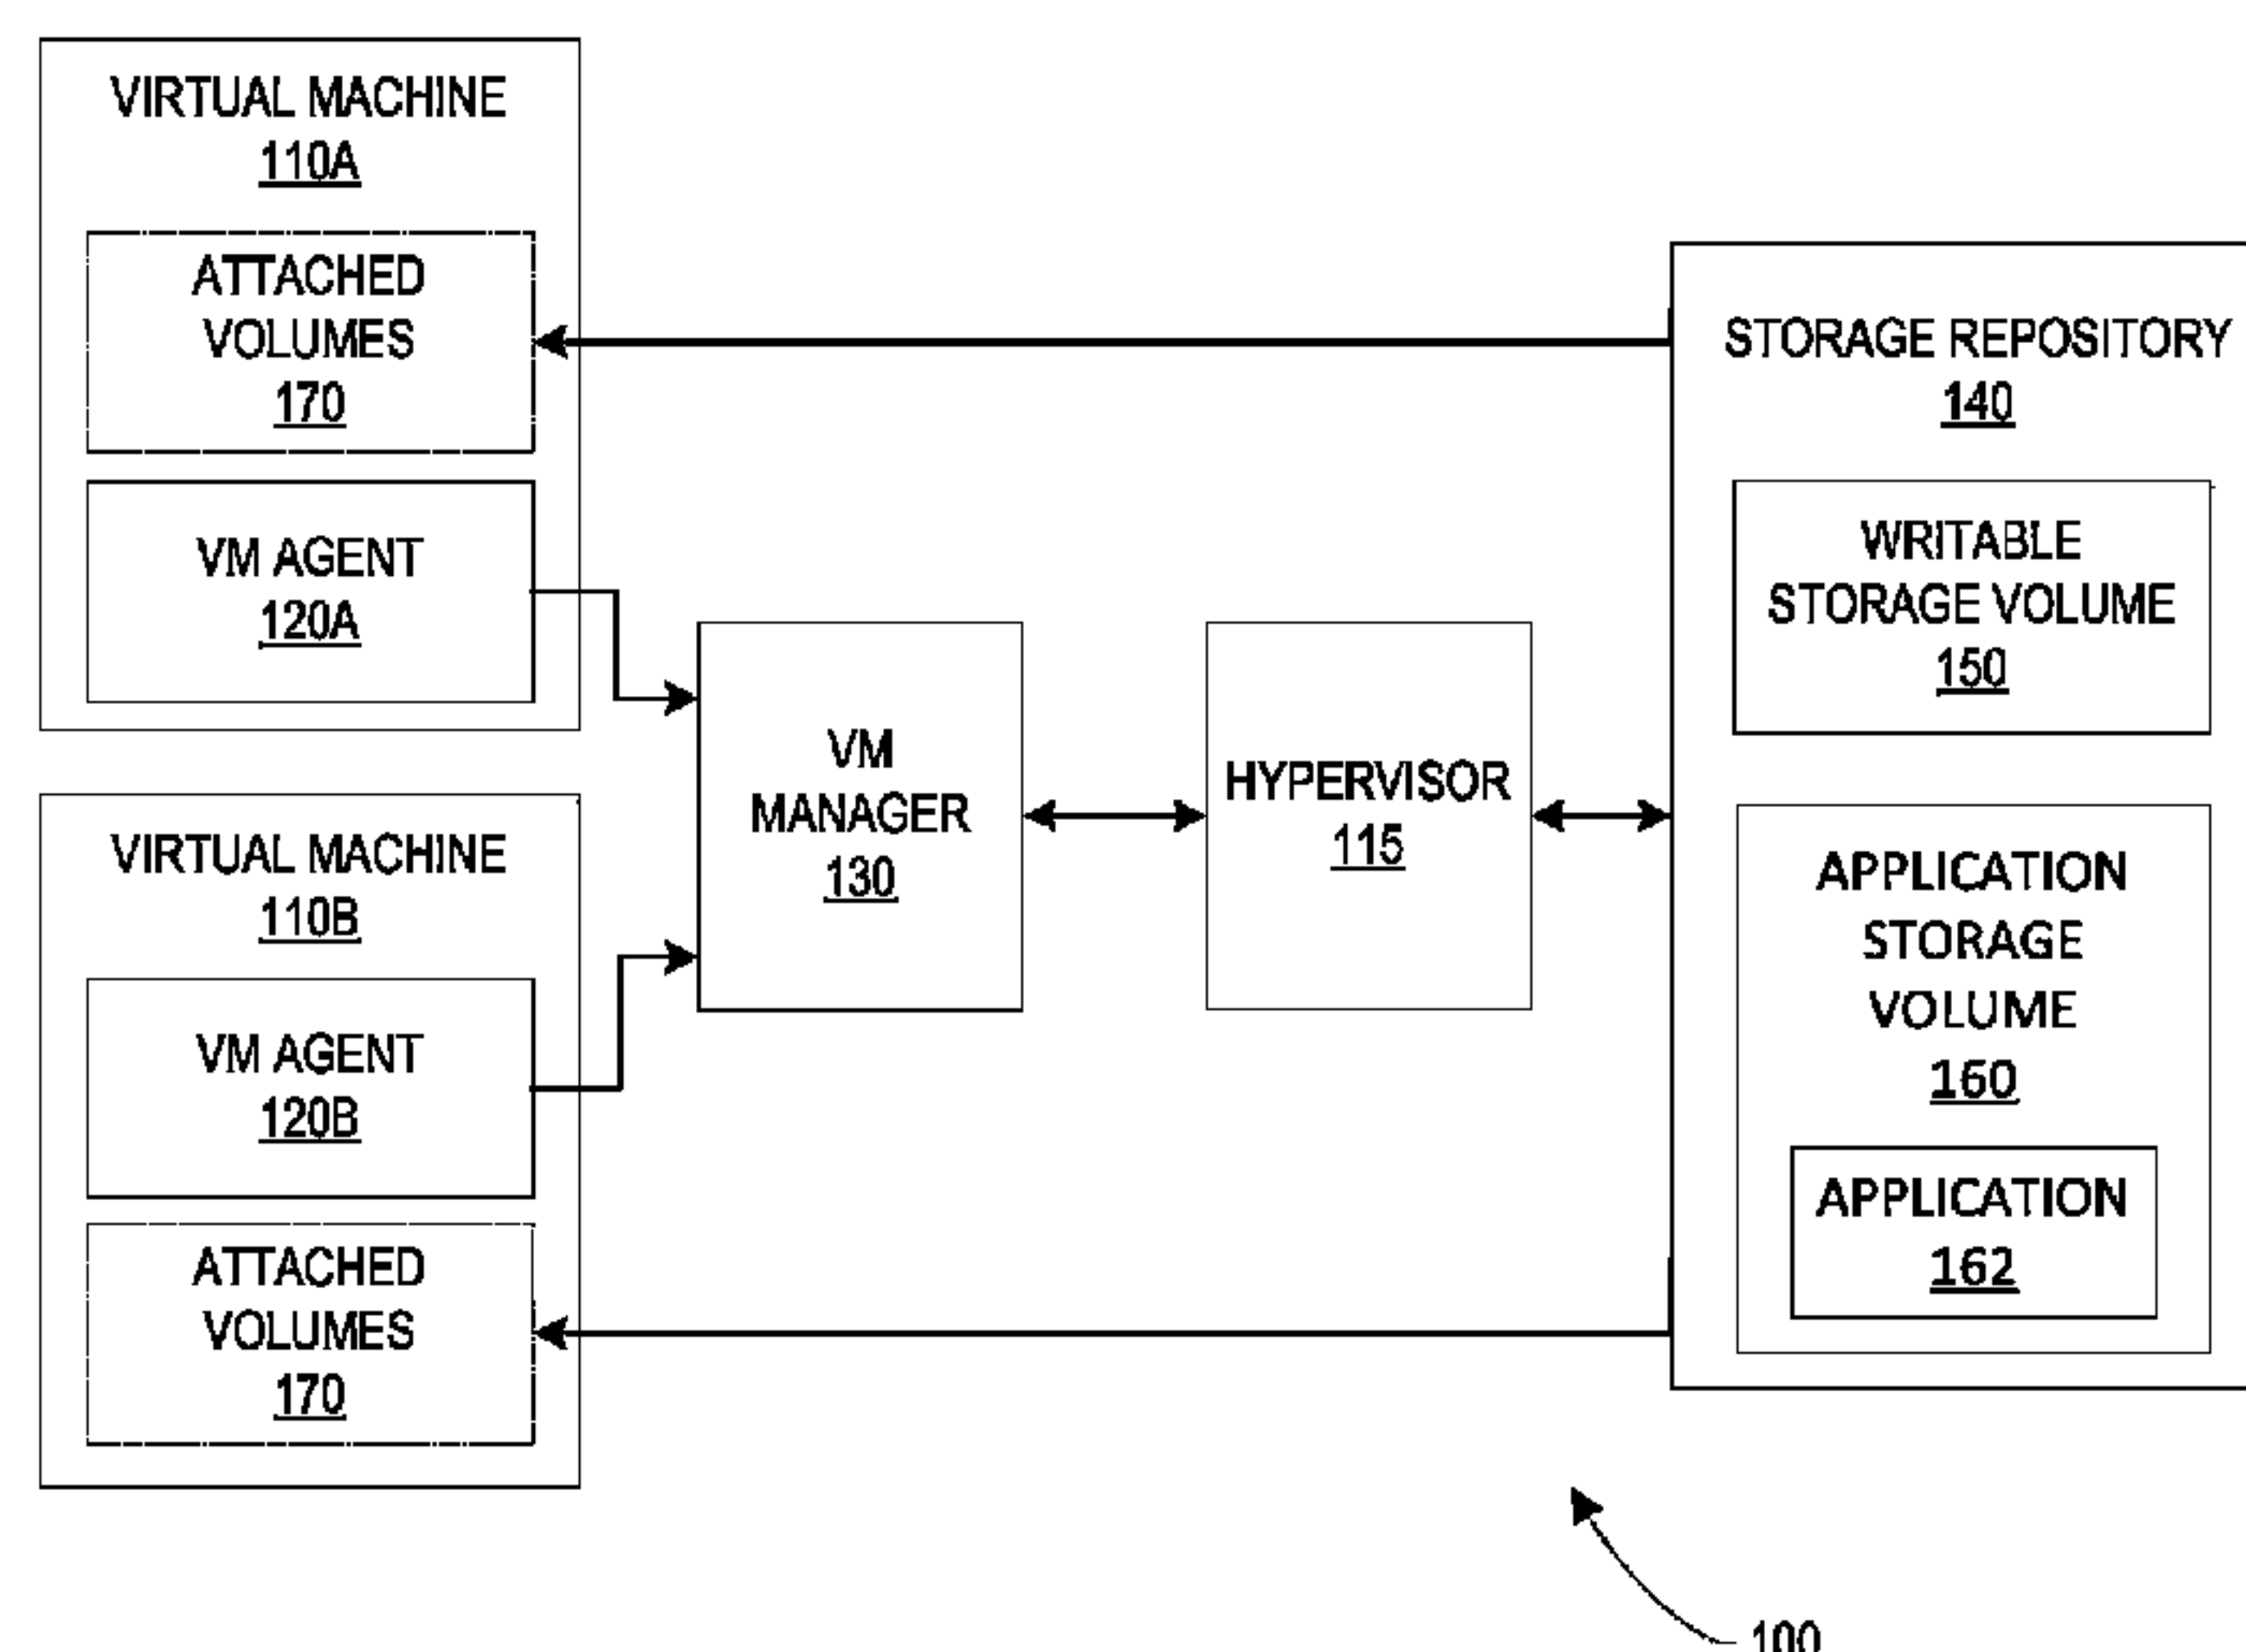 VIRTUAL MACHINE
110A
ATTACHED
VOLUMES
170
VM AGENT
120A
VIRTUAL MACHINE
110B
VM AGENT
120B
ATTACHED
VOLUMES
170
VM
MANAGER
130
HYPERVISOR
115
STORAGE REPOSITORY
140
WRITABLE
STORAGE VOLUME
150
APPLICATION
STORAGE
VOLUME
160
APPLICATION
162
100